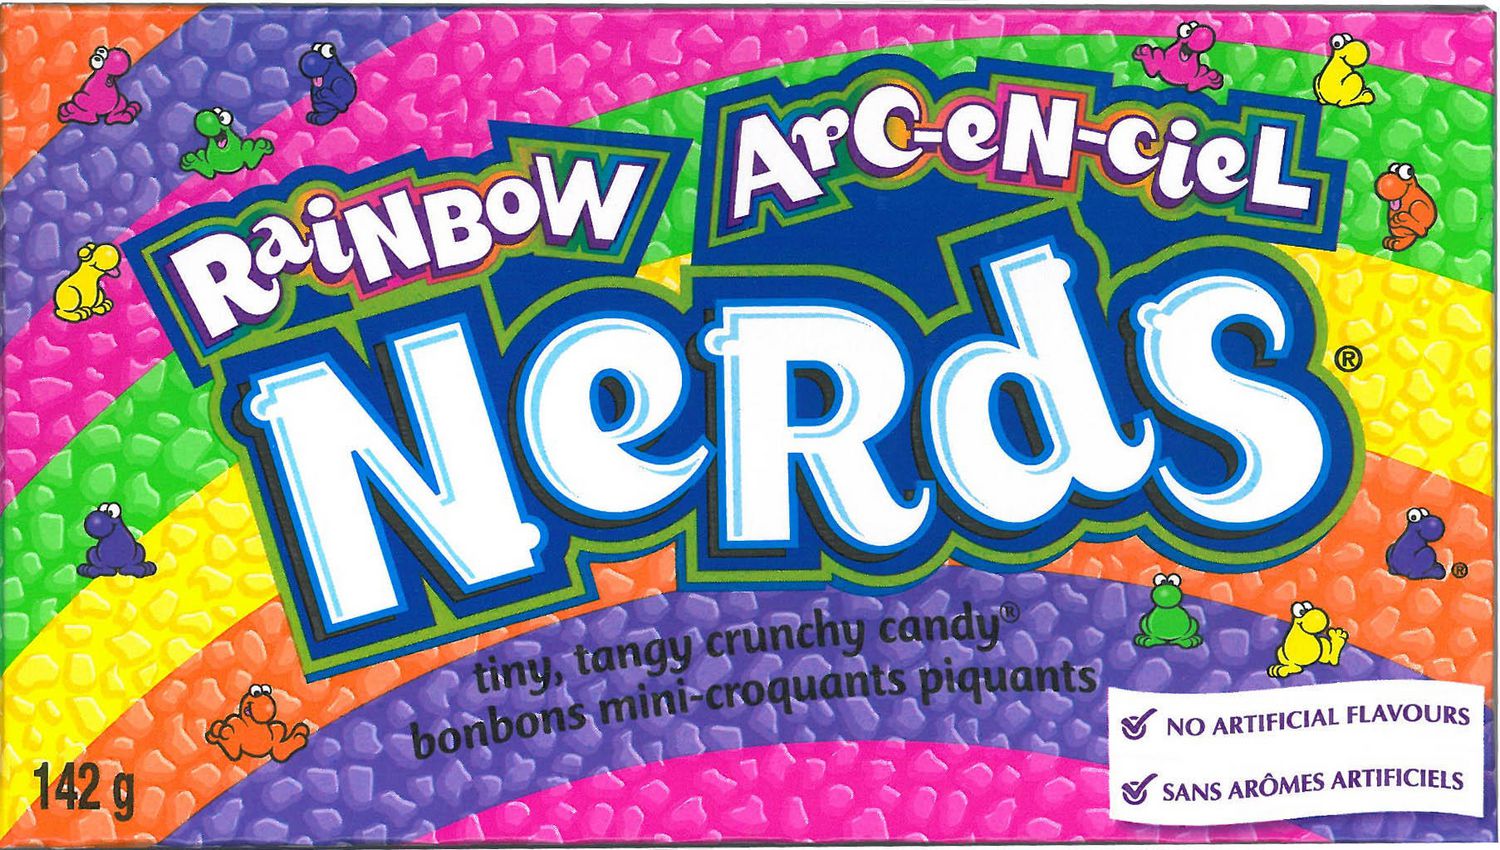 RaiNBOW
ArC-eN-CieL
NeRdS®
tiny, tangy crunchy candy®
bonbons mini-croquants piquants
®
NO ARTIFICIAL FLAVOURS
SANS ARÔMES ARTIFICIELS
142 g